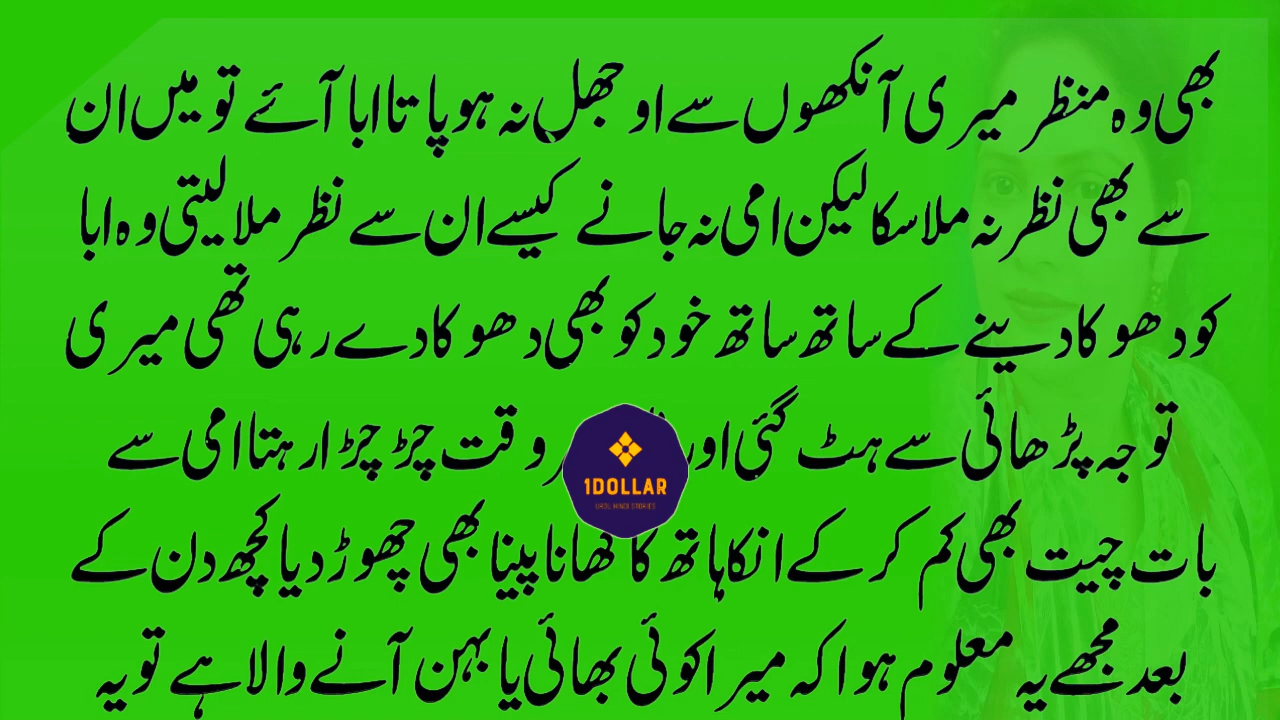 بھی وہ منظر میری آنکھوں سے اوجھل نہ ہو پاتا ابا آئے تو میں ان
سے بھی نظر نہ ملا سکا لیکن امی نہ جانے کیسے ان سے نظر ملا لیتی وہ ابا
کو دھوکا دینے کے ساتھ ساتھ خود کو بھی دھوکا دے رہی تھی میری
توجہ پڑھائی سے ہٹ گئی اور وقت چڑچڑا رہتا امی سے
1DOLLAR
URDU HINDI STORIES
بات چیت بھی کم کر کے انکا ہاتھ کا کھانا پینا بھی چھوڑ دیا کچھ دن کے
بعد مجھے یہ معلوم ہوا کہ میرا کوئی بھائی یا بہن آنے والا ہے تو یہ